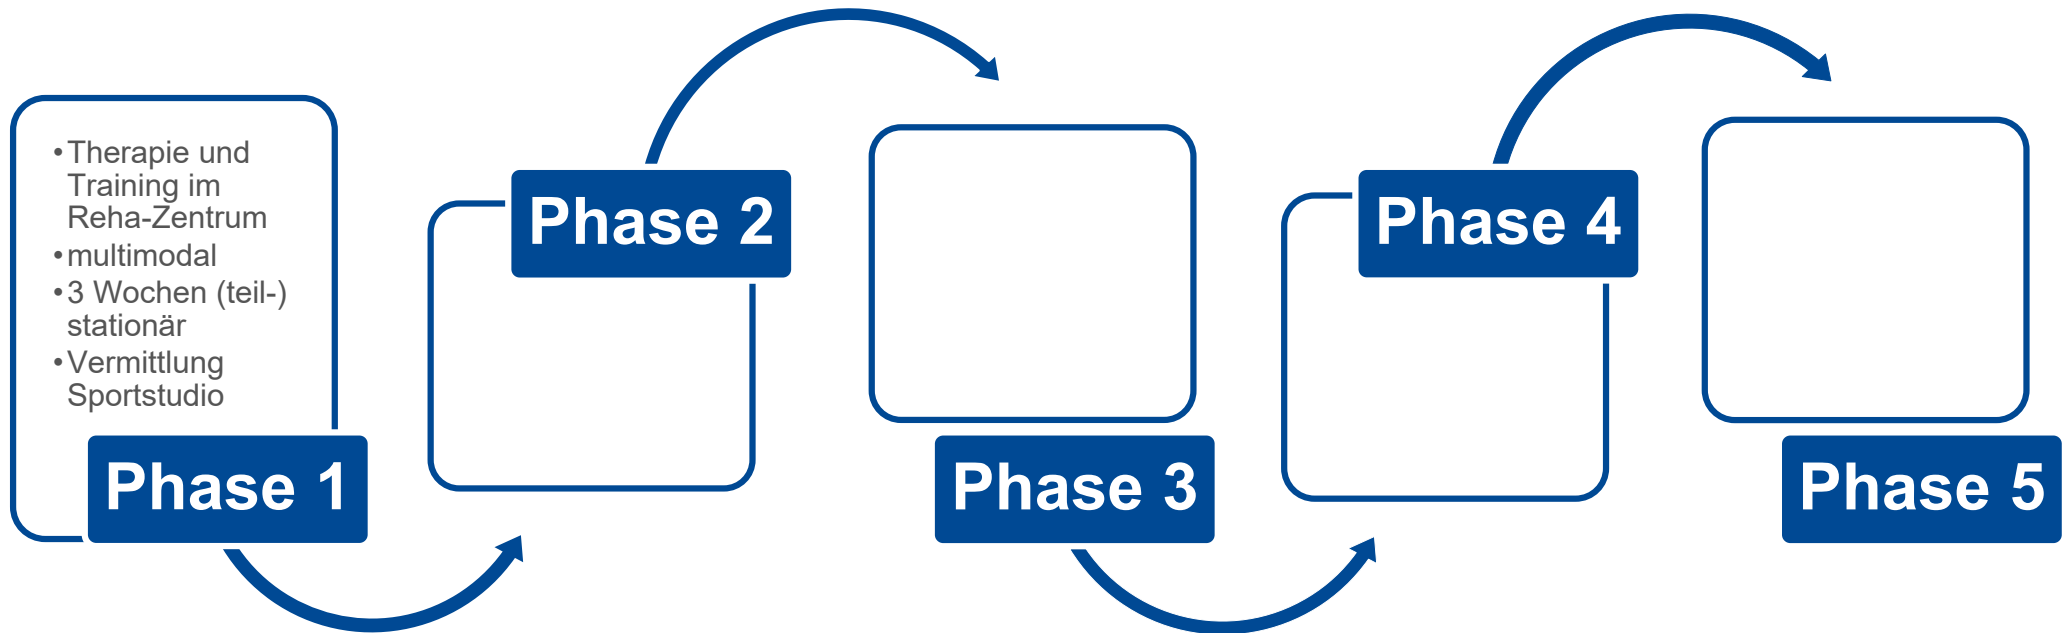 •Therapie und
Training im
Reha-Zentrum
•multimodal
•3 Wochen (teil-)
stationär
•Vermittlung
Sportstudio
Phase 1
Phase 2
Phase 3
Phase 4
Phase 5